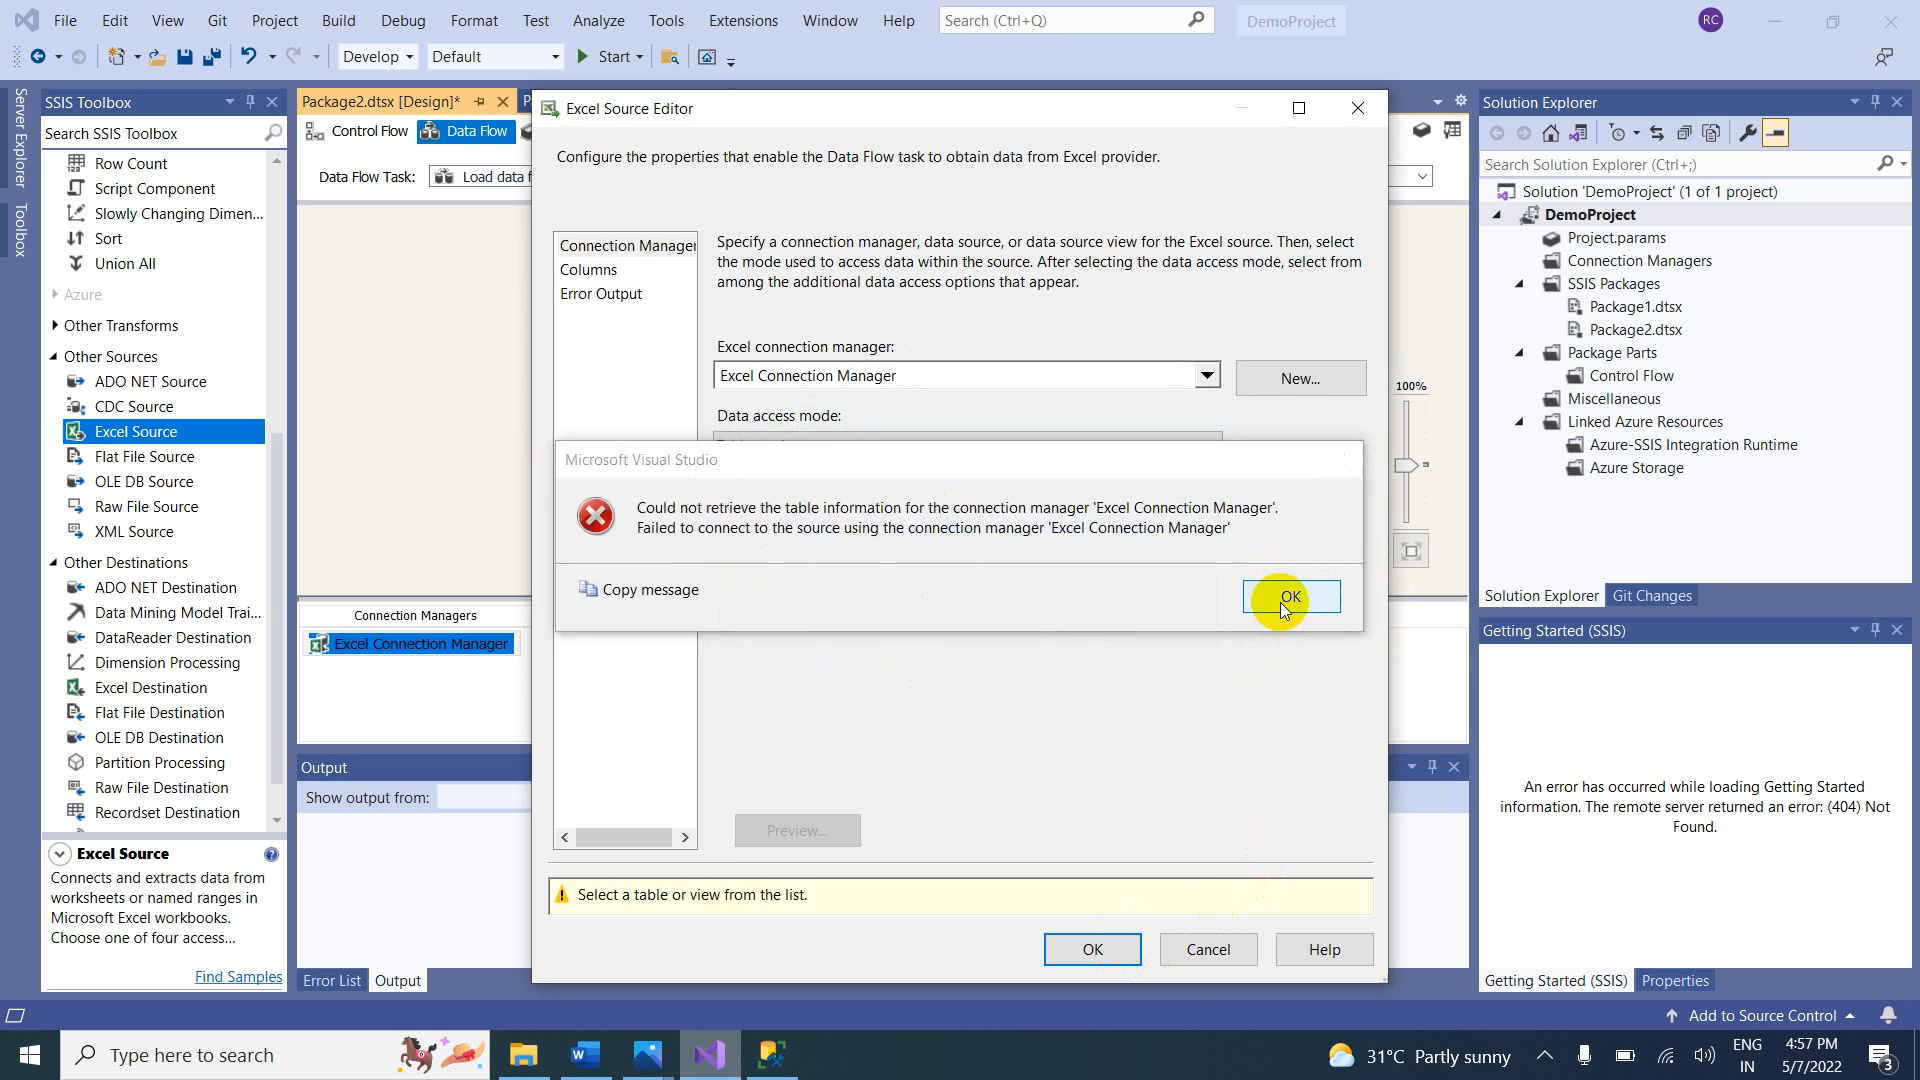 File Edit View Git Project Build Debug Format Test Analyze Tools Extensions Window Help
Search (Ctrl+Q)
DemoProject
RC
Develop
Default
Start
Server Explorer
Toolbox
SSIS Toolbox
Search SSIS Toolbox
Row Count
Script Component
Slowly Changing Dimen...
Sort
Union All
Azure
Other Transforms
Other Sources
ADO NET Source
CDC Source
Excel Source
Flat File Source
OLE DB Source
Raw File Source
XML Source
Other Destinations
ADO NET Destination
Data Mining Model Trai...
DataReader Destination
Dimension Processing
Excel Destination
Flat File Destination
OLE DB Destination
Partition Processing
Raw File Destination
Recordset Destination
Excel Source
Connects and extracts data from
worksheets or named ranges in
Microsoft Excel workbooks.
Choose one of four access...
Find Samples
Package2.dtsx [Design]*
Control Flow
Data Flow
Data Flow Task:
Load data f
Connection Managers
Excel Connection Manager
Output
Show output from:
Error List
Output
100%
Excel Source Editor
Configure the properties that enable the Data Flow task to obtain data from Excel provider.
Connection Manager
Columns
Error Output
Specify a connection manager, data source, or data source view for the Excel source. Then, select
the mode used to access data within the source. After selecting the data access mode, select from
among the additional data access options that appear.
Excel connection manager:
Excel Connection Manager
New...
Data access mode:
Microsoft Visual Studio
Could not retrieve the table information for the connection manager 'Excel Connection Manager'.
Failed to connect to the source using the connection manager 'Excel Connection Manager'
Copy message
OK
Preview...
Select a table or view from the list.
OK
Cancel
Help
Solution Explorer
Search Solution Explorer (Ctrl+;)
Solution 'DemoProject' (1 of 1 project)
DemoProject
Project.params
Connection Managers
SSIS Packages
Package1.dtsx
Package2.dtsx
Package Parts
Control Flow
Miscellaneous
Linked Azure Resources
Azure-SSIS Integration Runtime
Azure Storage
Solution Explorer
Git Changes
Getting Started (SSIS)
An error has occurred while loading Getting Started
information. The remote server returned an error: (404) Not
Found.
Getting Started (SSIS)
Properties
Add to Source Control
Type here to search
31°C Partly sunny
ENG
IN
4:57 PM
5/7/2022
3